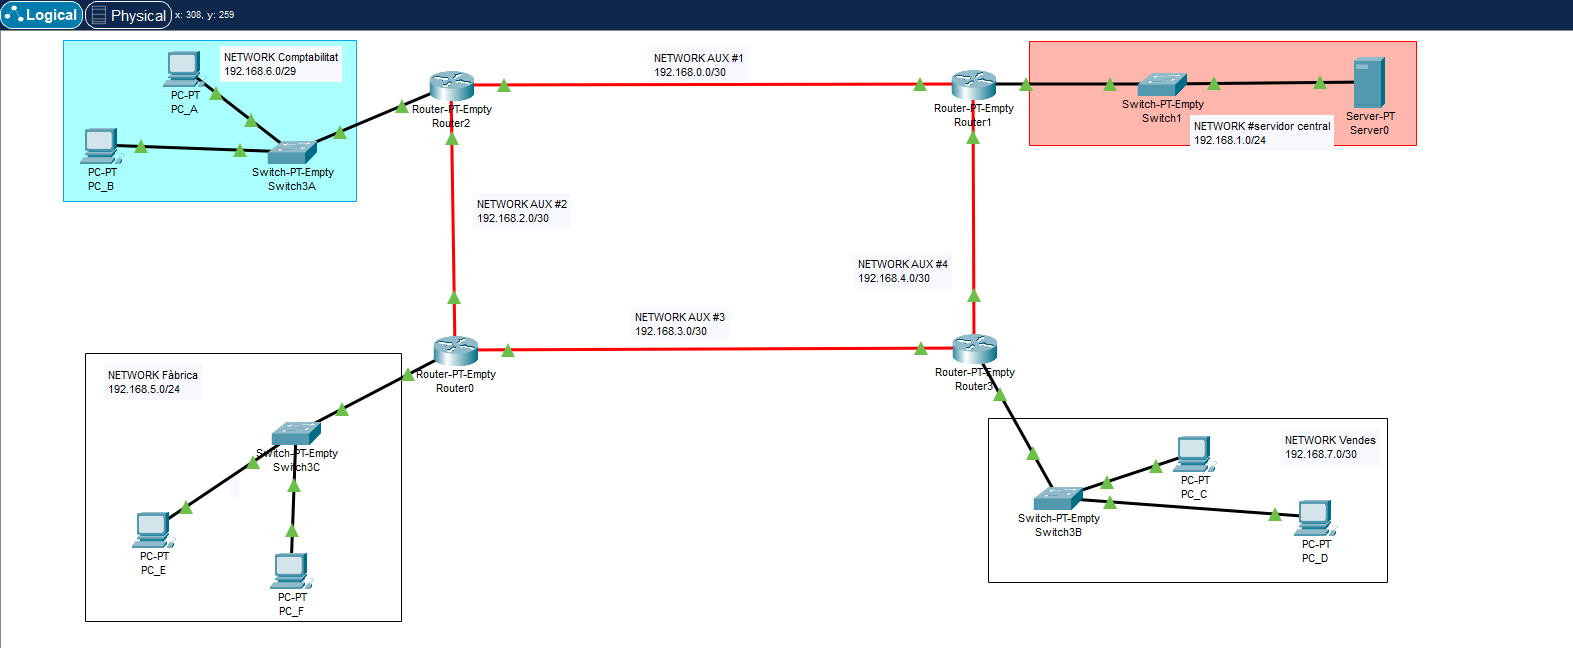 Logical
Physical
x: 308, y: 259
NETWORK Comptabilitat
192.168.6.0/29
PC-PT
PC_A
PC-PT
PC_B
Switch-PT-Empty
Switch3A
Router-PT-Empty
Router2
NETWORK AUX #1
192.168.0.0/30
Router-PT-Empty
Router1
Switch-PT-Empty
Switch1
NETWORK #servidor central
192.168.1.0/24
Server-PT
Server0
NETWORK AUX #2
192.168.2.0/30
NETWORK AUX #4
192.168.4.0/30
NETWORK AUX #3
192.168.3.0/30
Router-PT-Empty
Router0
Router-PT-Empty
Router3
NETWORK Fàbrica
192.168.5.0/24
Switch-PT-Empty
Switch3C
PC-PT
PC_E
PC-PT
PC_F
NETWORK Vendes
192.168.7.0/30
PC-PT
PC_C
Switch-PT-Empty
Switch3B
PC-PT
PC_D